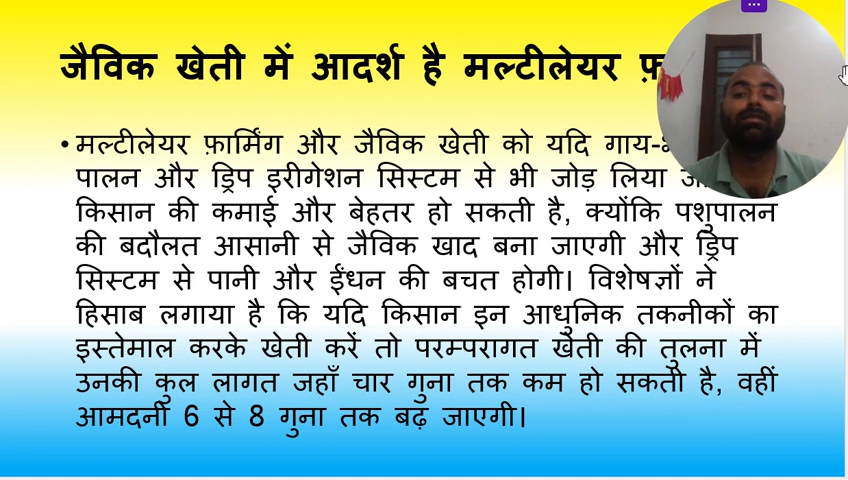 जैविक खेती में आदर्श है मल्टीलेयर
• मल्टीलेयर फ़ार्मिंग और जैविक खेती को यदि
पालन और ड्रिप इरीगेशन सिस्टम से भी जोड़ लिया
किसान की कमाई और बेहतर हो सकती है, क्योंकि पशुपालन
की बदौलत आसानी से जैविक खाद बना जाएगी और ड्रिप
सिस्टम से पानी और ईंधन की बचत होगी। विशेषज्ञों ने
हिसाब लगाया है कि यदि किसान इन आधुनिक तकनीकों का
इस्तेमाल करके खेती करें तो परम्परागत खेती की तुलना में
उनकी कुल लागत जहाँ चार गुना तक कम हो सकती है, वहीं
आमदनी 6 से 8 गुना तक बढ़ जाएगी।